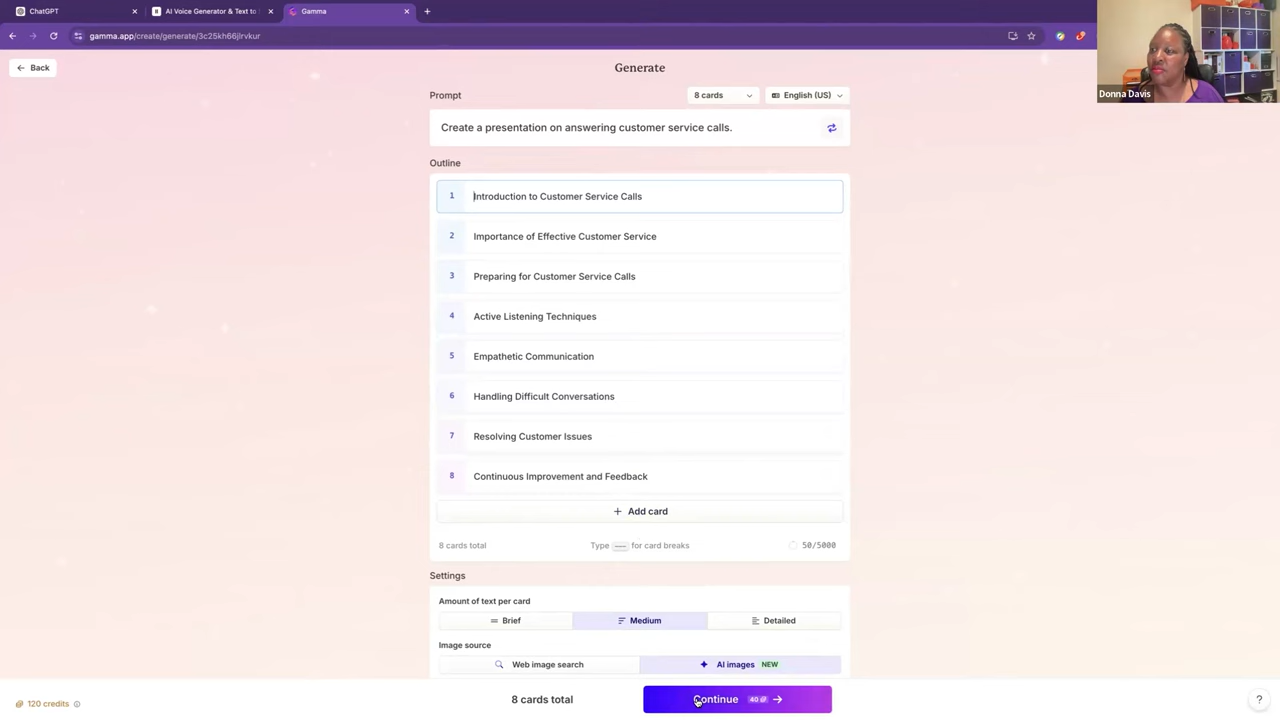 ChatGPT
AI Voice Generator & Text to
Gamma
gamma.app/create/generate/3c25kh66jlrvkur
Donna Davis
Back
Generate
Prompt
8 cards
English (US)
Create a presentation on answering customer service calls.
Outline
1 Introduction to Customer Service Calls
2 Importance of Effective Customer Service
3 Preparing for Customer Service Calls
4 Active Listening Techniques
5 Empathetic Communication
6 Handling Difficult Conversations
7 Resolving Customer Issues
8 Continuous Improvement and Feedback
+ Add card
8 cards total
Type --- for card breaks
50/5000
Settings
Amount of text per card
Brief
Medium
Detailed
Image source
Web image search
AI images NEW
120 credits
8 cards total
Continue 40
?